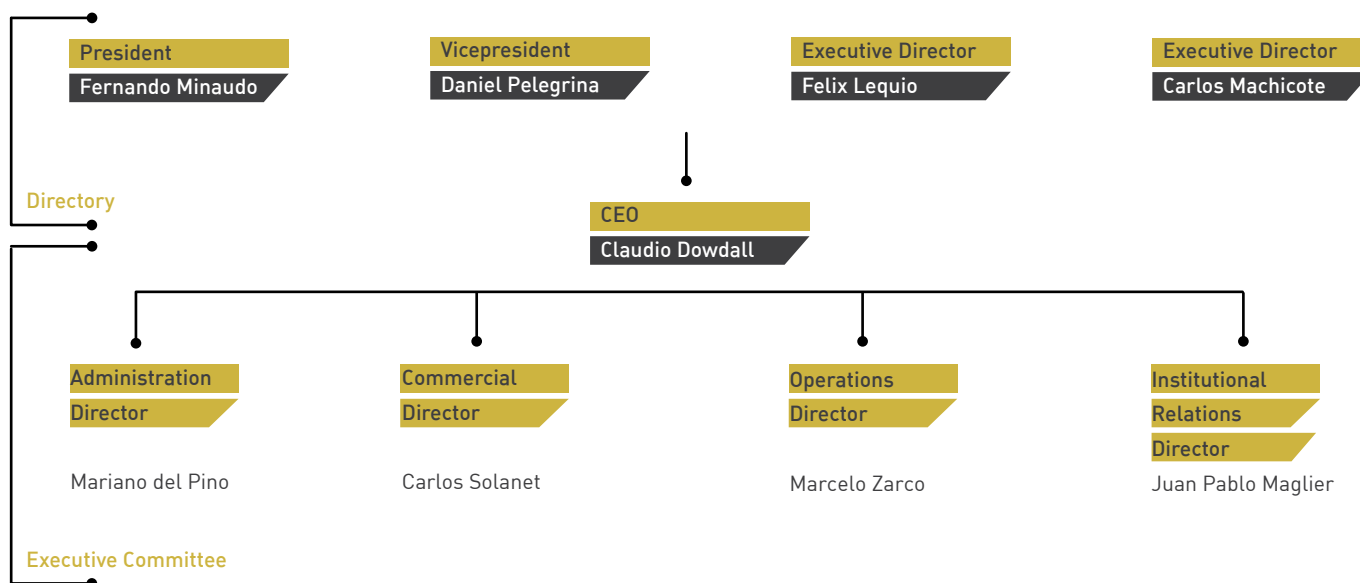 President
Fernando Minaudo
Vicepresident
Daniel Pelegrina
Executive Director
Felix Lequio
Executive Director
Carlos Machicote
Directory
CEO
Claudio Dowdall
Administration
Director
Mariano del Pino
Commercial
Director
Carlos Solanet
Operations
Director
Marcelo Zarco
Institutional
Relations
Director
Juan Pablo Maglier
Executive Committee